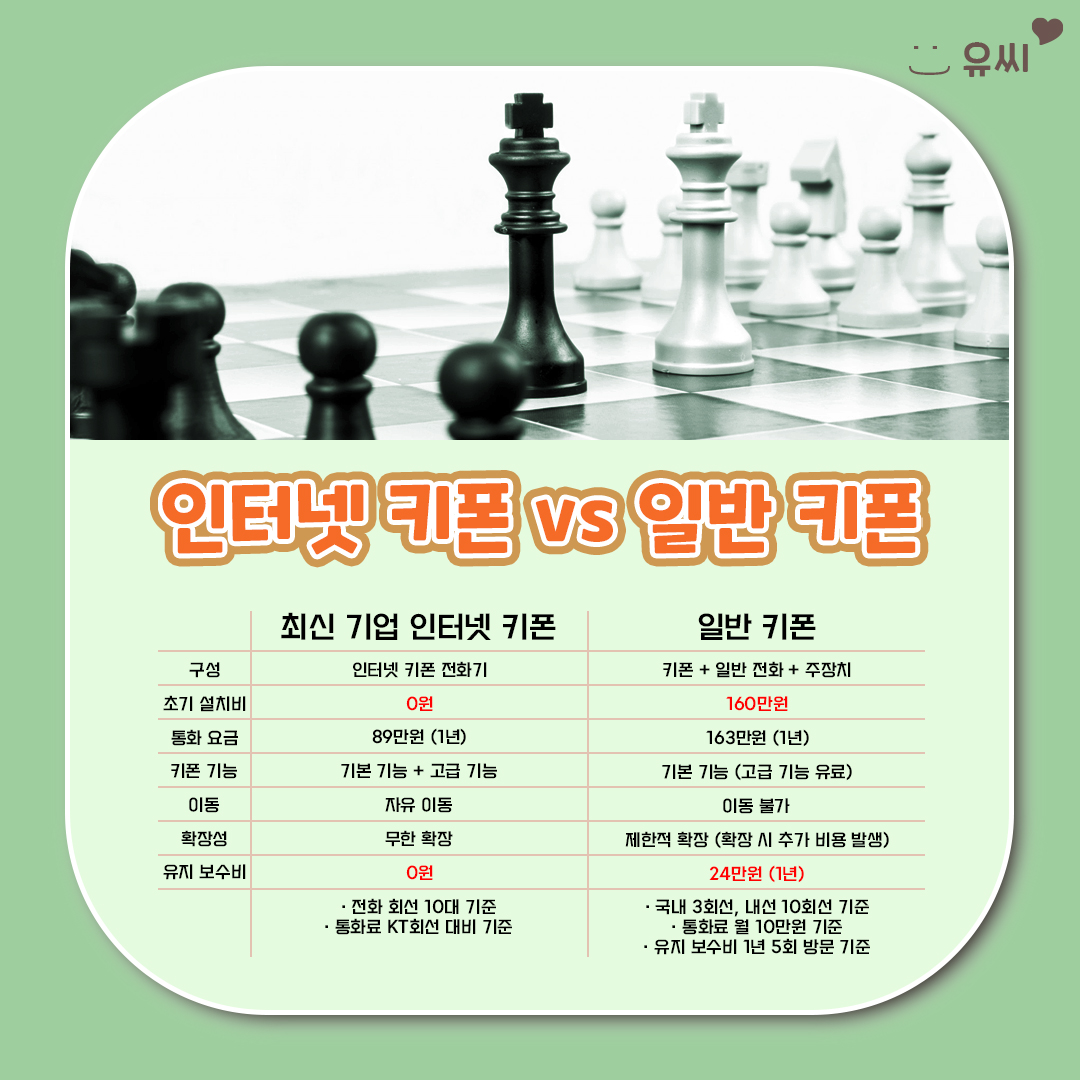 유씨
인터넷 키폰 vs 일반 키폰
최신 기업 인터넷 키폰 일반 키폰
구성 인터넷 키폰 전화기 키폰 + 일반 전화 + 주장치
초기 설치비 0원 160만원
통화 요금 89만원 (1년) 163만원 (1년)
키폰 기능 기본 기능 + 고급 기능 기본 기능 (고급 기능 유료)
이동 자유 이동 이동 불가
확장성 무한 확장 제한적 확장 (확장 시 추가 비용 발생)
유지 보수비 0원 24만원 (1년)
· 전화 회선 10대 기준
· 통화료 KT회선 대비 기준
· 국내 3회선, 내선 10회선 기준
· 통화료 월 10만원 기준
· 유지 보수비 1년 5회 방문 기준